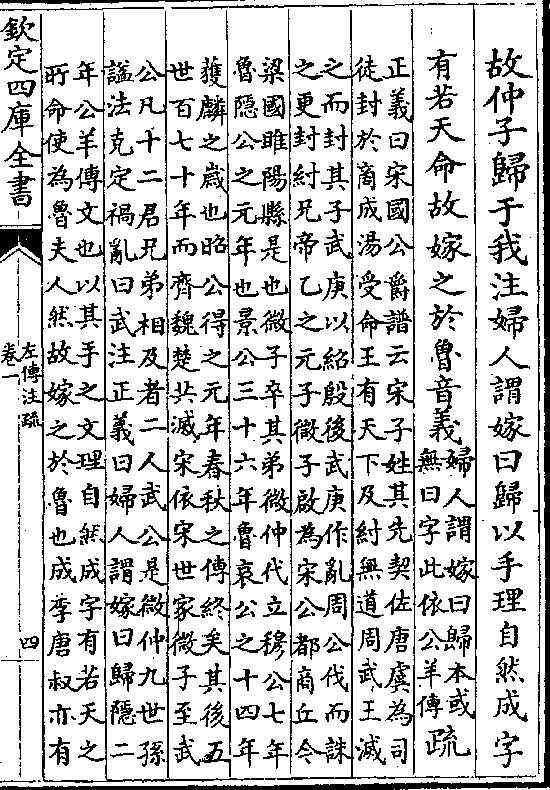 故仲子歸于我注婦人謂嫁曰歸以手理自然成字
有若天命故嫁之於魯音義
婦人謂嫁曰歸本或
無曰字此依公羊傳
疏
正義曰宋國公爵譜云宋子姓其先契佐唐虞為司
徒封於商成湯受命王有天下及紂無道周武王滅
之而封其子武庚以紹殷後武庚作亂周公伐而誅
之更封紂兄帝乙之元子微子啟為宋公都商丘今
梁國睢陽縣是也微子卒其弟微仲代立穆公七年
魯隱公之元年也景公三十六年魯哀公之十四年
獲麟之歲也昭公得之元年春秋之傳終矣其後五
世百七十年而齊魏楚共滅宋依宋世家微子至武
公凡十二君兄弟相及者二人武公是微仲九世孫
諡法克定禍亂曰武注正義曰婦人謂嫁曰歸隱二
年公羊傳文也以其手之文理自然成字有若天之
所命使為魯夫人然故嫁之於魯也成季唐叔亦有
欽定四庫全書
左傳注疏
卷一
四